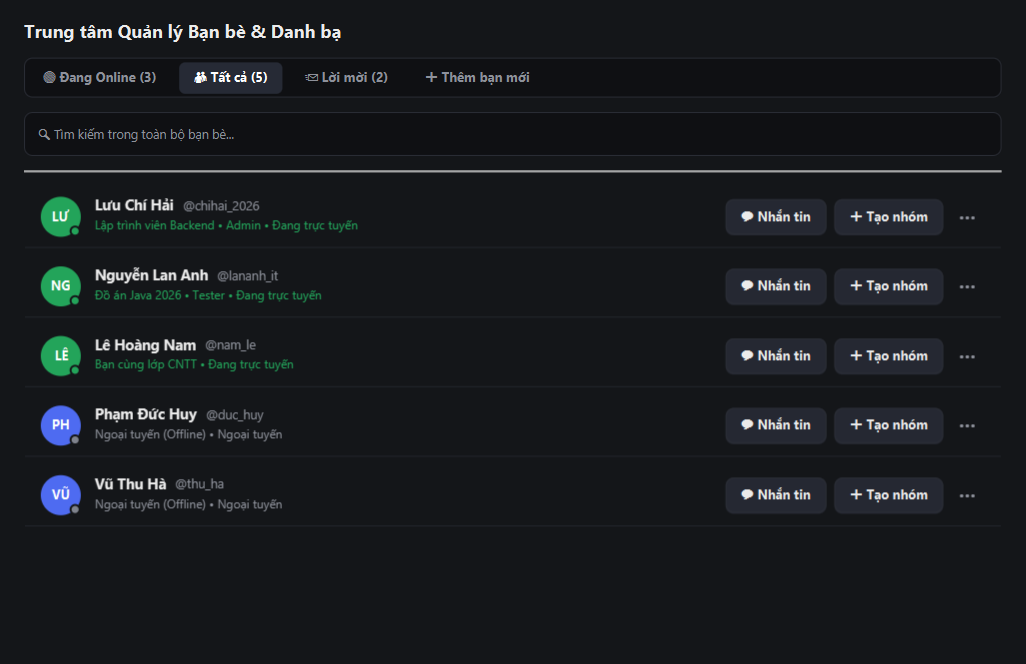 Trung tâm Quản lý Bạn bè & Danh bạ
Đang Online (3) Tất cả (5) Lời mời (2) + Thêm bạn mới
Tìm kiếm trong toàn bộ bạn bè...
LƯ Lưu Chí Hải @chihai_2026
Lập trình viên Backend • Admin • Đang trực tuyến
Nhắn tin + Tạo nhóm •••
NG Nguyễn Lan Anh @lananh_it
Đồ án Java 2026 • Tester • Đang trực tuyến
Nhắn tin + Tạo nhóm •••
LÊ Lê Hoàng Nam @nam_le
Bạn cùng lớp CNTT • Đang trực tuyến
Nhắn tin + Tạo nhóm •••
PH Phạm Đức Huy @duc_huy
Ngoại tuyến (Offline) • Ngoại tuyến
Nhắn tin + Tạo nhóm •••
VŨ Vũ Thu Hà @thu_ha
Ngoại tuyến (Offline) • Ngoại tuyến
Nhắn tin + Tạo nhóm •••